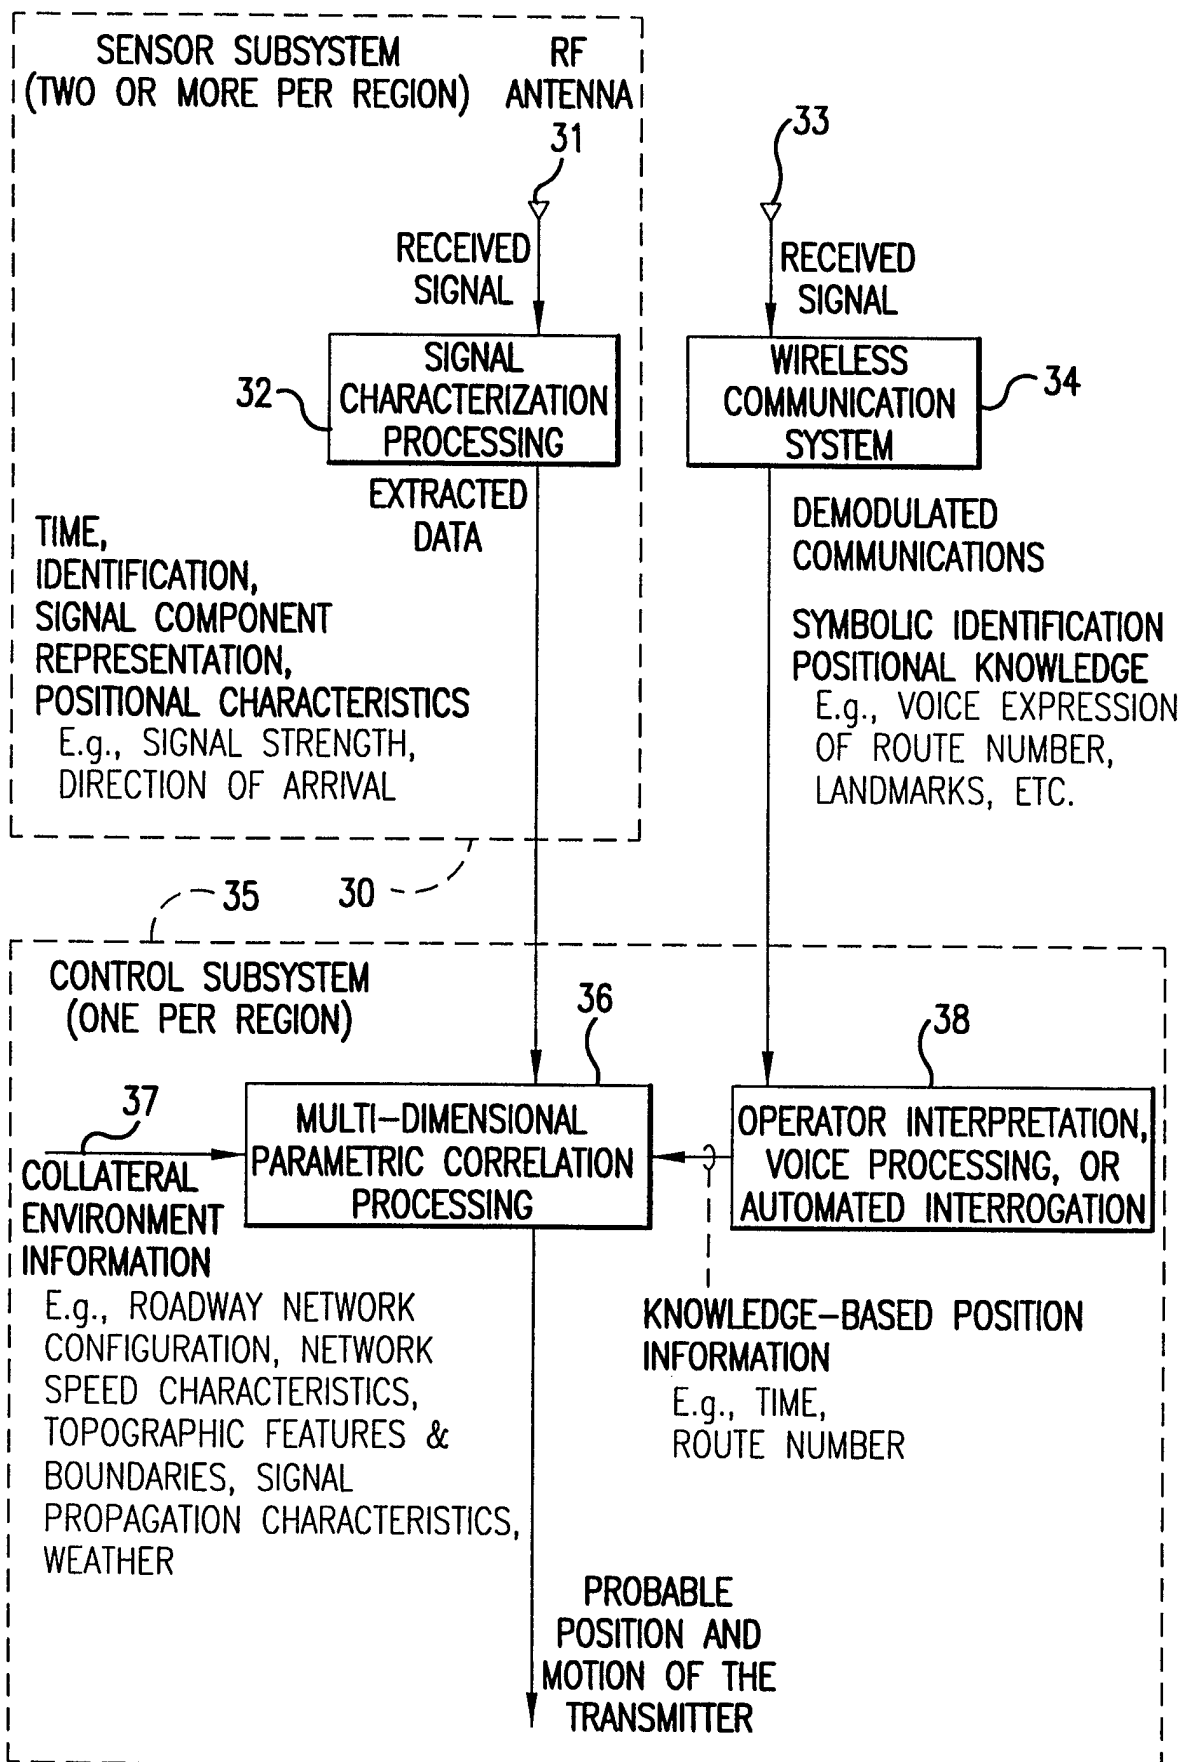 SENSOR SUBSYSTEM
(TWO OR MORE PER REGION)
RF
ANTENNA
31
33
RECEIVED
SIGNAL
RECEIVED
SIGNAL
32
SIGNAL
CHARACTERIZATION
PROCESSING
WIRELESS
COMMUNICATION
SYSTEM
34
EXTRACTED
DATA
TIME,
IDENTIFICATION,
SIGNAL COMPONENT
REPRESENTATION,
POSITIONAL CHARACTERISTICS
E.g., SIGNAL STRENGTH,
DIRECTION OF ARRIVAL
DEMODULATED
COMMUNICATIONS
SYMBOLIC IDENTIFICATION
POSITIONAL KNOWLEDGE
E.g., VOICE EXPRESSION
OF ROUTE NUMBER,
LANDMARKS, ETC.
35
30
CONTROL SUBSYSTEM
(ONE PER REGION)
36
38
37
MULTI-DIMENSIONAL
PARAMETRIC CORRELATION
PROCESSING
OPERATOR INTERPRETATION,
VOICE PROCESSING, OR
AUTOMATED INTERROGATION
COLLATERAL
ENVIRONMENT
INFORMATION
E.g., ROADWAY NETWORK
CONFIGURATION, NETWORK
SPEED CHARACTERISTICS,
TOPOGRAPHIC FEATURES &
BOUNDARIES, SIGNAL
PROPAGATION CHARACTERISTICS,
WEATHER
KNOWLEDGE-BASED POSITION
INFORMATION
E.g., TIME,
ROUTE NUMBER
PROBABLE
POSITION AND
MOTION OF THE
TRANSMITTER